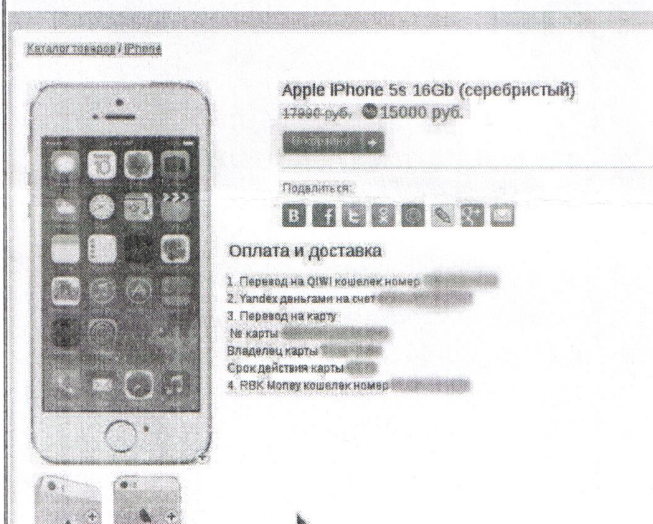 Каталог товаров / iPhone
Apple iPhone 5s 16Gb (серебристый)
17990 руб. 15000 руб.
Поделиться:
Оплата и доставка
1. Перевод на QIWI кошелек номер
2. Yandex деньгами на счет
3. Перевод на карту
№ карты
Владелец карты
Срок действия карты
4. RBK Money кошелек номер